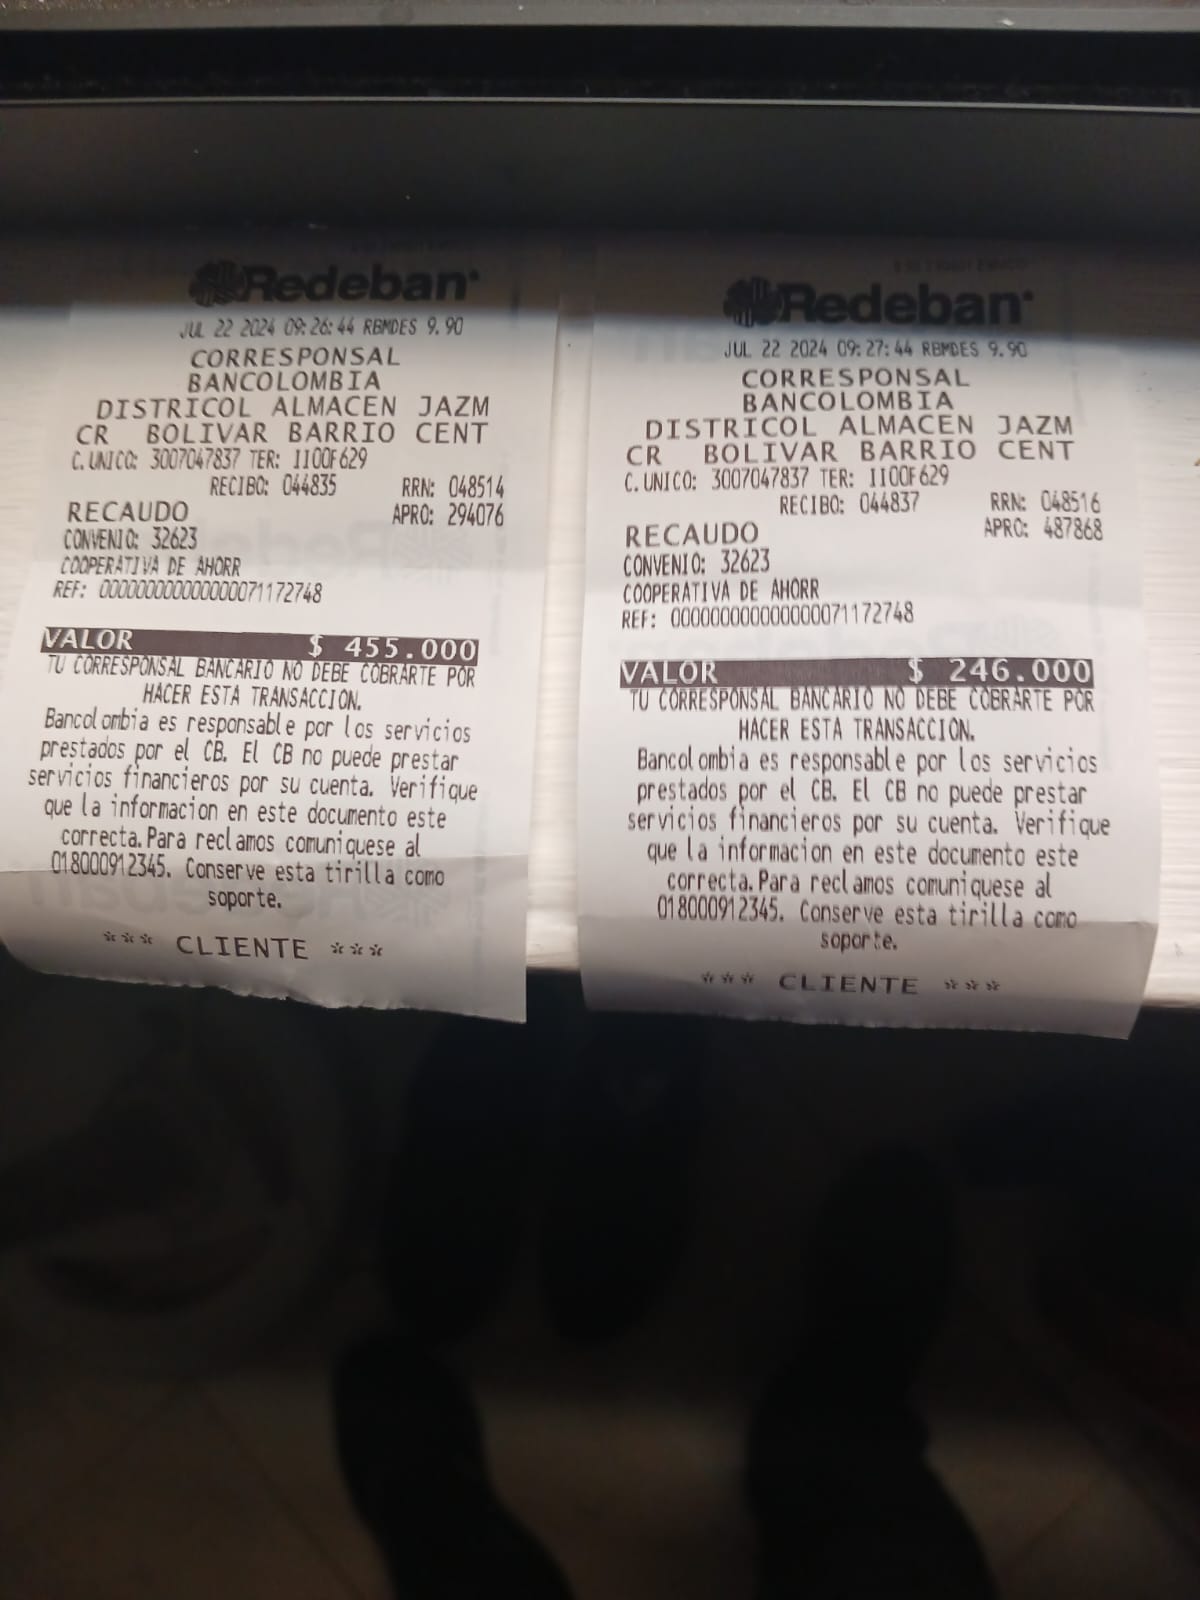 Redeban
JUL 22 2024 09:26:44 RBMDES 9.90
CORRESPONSAL
BANCOLOMBIA
DISTRICOL ALMACEN JAZM
CR BOLIVAR BARRIO CENT
C.UNICO: 3007047837 TER: 1I00F629
RECIBO: 044835 RRN: 048514
RECAUDO APRO: 294076
CONVENIO: 32623
COOPERATIVA DE AHORR
REF: 000000000000000071172748
VALOR $ 455.000
TU CORRESPONSAL BANCARIO NO DEBE COBRARTE POR
HACER ESTA TRANSACCION.
Bancolombia es responsable por los servicios
prestados por el CB. El CB no puede prestar
servicios financieros por su cuenta. Verifique
que la informacion en este documento este
correcta.Para reclamos comuniquese al
018000912345. Conserve esta tirilla como
soporte.
*** CLIENTE ***
Redeban
JUL 22 2024 09:27:44 RBMDES 9.90
CORRESPONSAL
BANCOLOMBIA
DISTRICOL ALMACEN JAZM
CR BOLIVAR BARRIO CENT
C.UNICO: 3007047837 TER: 1I00F629
RECIBO: 044837 RRN: 048516
RECAUDO APRO: 487868
CONVENIO: 32623
COOPERATIVA DE AHORR
REF: 000000000000000071172748
VALOR $ 246.000
TU CORRESPONSAL BANCARIO NO DEBE COBRARTE POR
HACER ESTA TRANSACCION.
Bancolombia es responsable por los servicios
prestados por el CB. El CB no puede prestar
servicios financieros por su cuenta. Verifique
que la informacion en este documento este
correcta.Para reclamos comuniquese al
018000912345. Conserve esta tirilla como
soporte.
*** CLIENTE ***